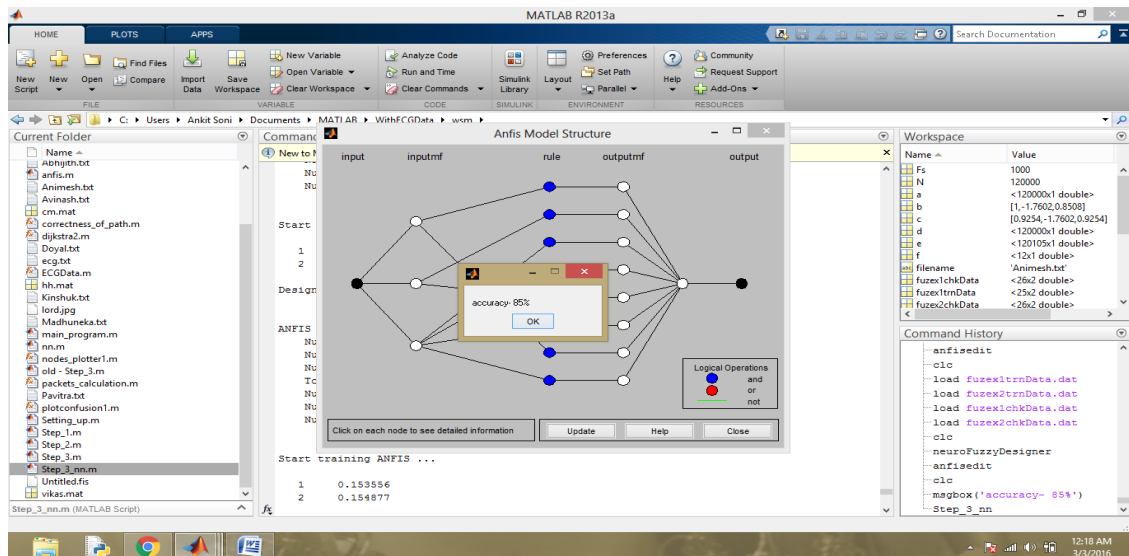 MATLAB R2013a
HOME
PLOTS
APPS
Search Documentation
New Script
New
Open
Find Files
Compare
Import Data
Save Workspace
New Variable
Open Variable
Clear Workspace
Analyze Code
Run and Time
Clear Commands
Simulink Library
Layout
Preferences
Set Path
Parallel
Help
Community
Request Support
Add-Ons
FILE
VARIABLE
CODE
SIMULINK
ENVIRONMENT
RESOURCES
C: Users Ankit Soni Documents MATLAB WithECGData wsm
Current Folder
Name
Abhijith.txt
anfis.m
Animesh.txt
Avinash.txt
cm.mat
correctness_of_path.m
dijkstra2.m
Doyal.txt
ecg.txt
ECGData.m
hh.mat
Kinshuk.txt
lord.jpg
Madhuneka.txt
main_program.m
nn.m
nodes_plotter1.m
old - Step_3.m
packets_calculation.m
Pavitra.txt
plotconfusion1.m
Setting_up.m
Step_1.m
Step_2.m
Step_3.m
Step_3_nn.m
Untitled.fis
vikas.mat
Step_3_nn.m (MATLAB Script)
Comman
New to
Nu
Nu
Start
1
2
Design
ANFIS
Nu
Nu
To
Nu
Nu
Nu
Start training ANFIS ...
1 0.153556
2 0.154877
fx
Anfis Model Structure
input inputmf rule outputmf output
accuracy- 85%
OK
Logical Operations
and
or
not
Click on each node to see detailed information
Update
Help
Close
Workspace
Name Value
Fs 1000
N 120000
a <120000x1 double>
b [1,-1.7602,0.8508]
c [0.9254,-1.7602,0.9254]
d <120000x1 double>
e <120105x1 double>
f <12x1 double>
filename 'Animesh.txt'
fuzex1chkData <26x2 double>
fuzex1trnData <25x2 double>
fuzex2chkData <26x2 double>
Command History
anfisedit
clc
load fuzex1trnData.dat
load fuzex2trnData.dat
load fuzex1chkData.dat
load fuzex2chkData.dat
clc
neuroFuzzyDesigner
anfisedit
clc
msgbox('accuracy- 85%')
Step_3_nn
12:18 AM
3/3/2016